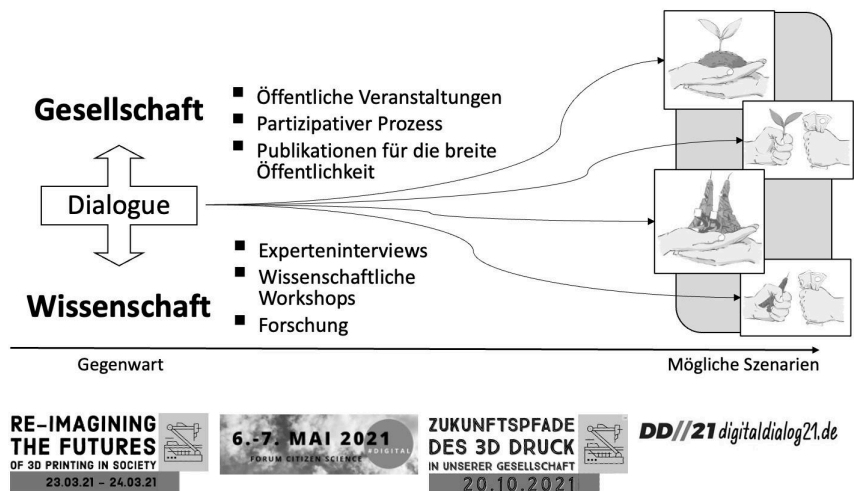 Gesellschaft
Dialogue
Wissenschaft
■ Öffentliche Veranstaltungen
■ Partizipativer Prozess
■ Publikationen für die breite
Öffentlichkeit
■ Experteninterviews
■ Wissenschaftliche
Workshops
■ Forschung
Gegenwart
Mögliche Szenarien
RE-IMAGINING
THE FUTURES
OF 3D PRINTING IN SOCIETY
23.03.21 – 24.03.21
6.-7. MAI 2021
FORUM CITIZEN SCIENCE
#DIGITAL
ZUKUNFTSPFADE
DES 3D DRUCK
IN UNSERER GESELLSCHAFT
20.10.2021
DD//21 digitaldialog21.de